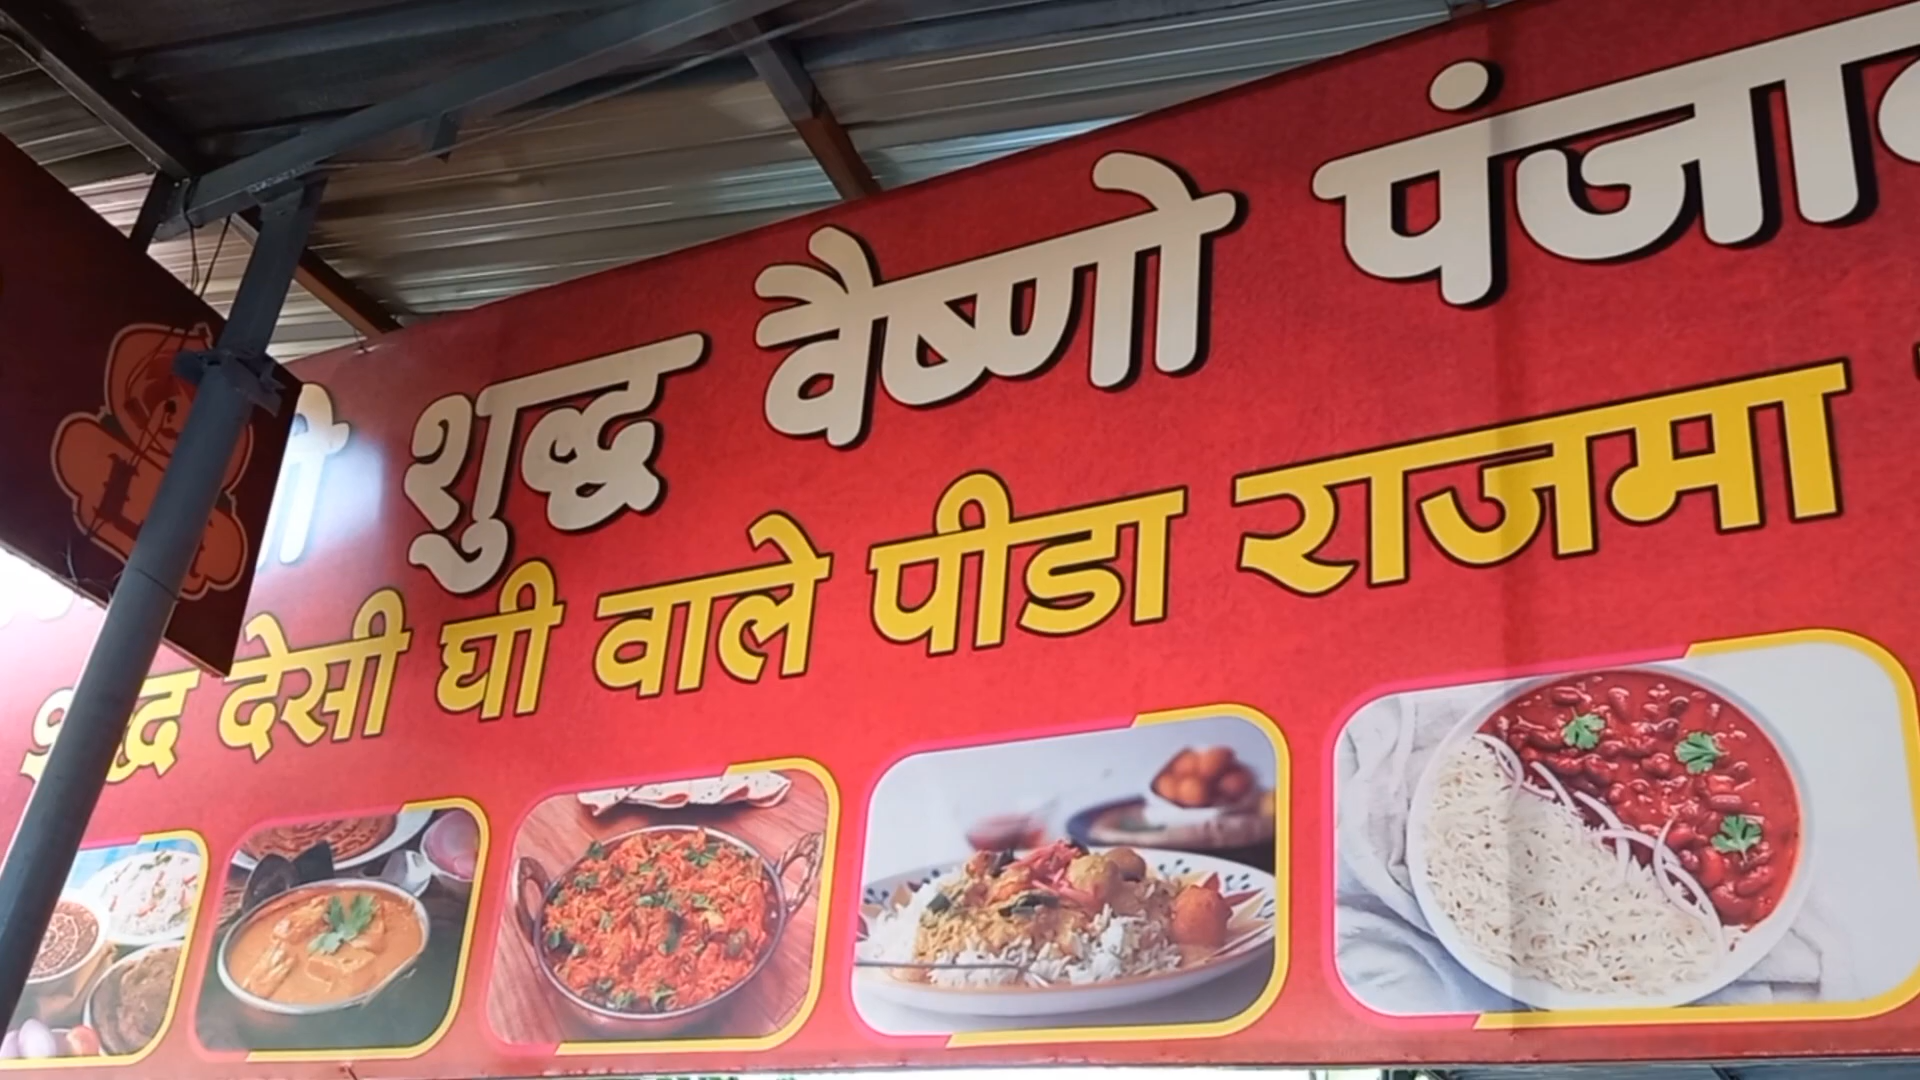 शुद्ध वैष्णो
शुद्ध देसी घी वाले पीडा राजमा